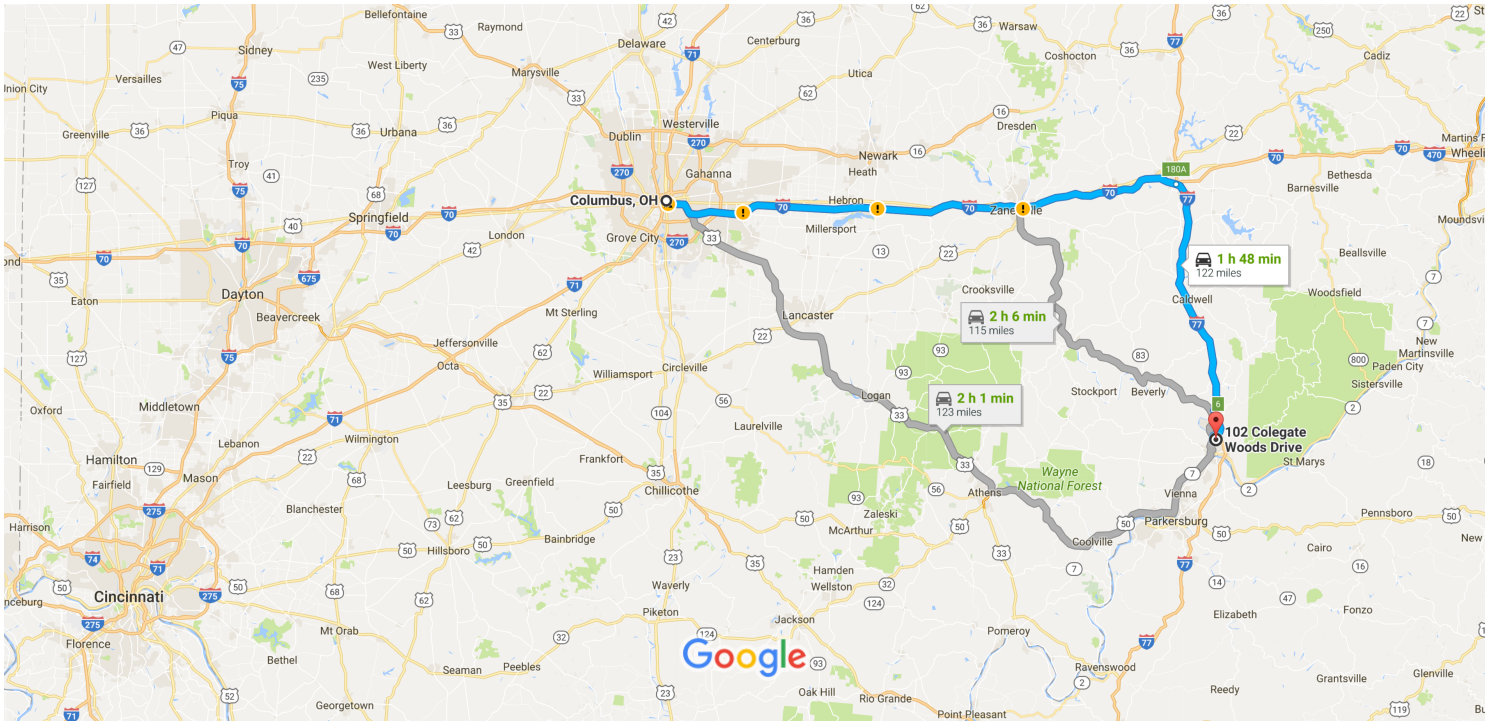 Bellefontaine
Raymond
Centerburg
Warsaw
Sidney
Delaware
Coshocton
Cadiz
Versailles
West Liberty
Marysville
Utica
Union City
Piqua
Urbana
Westerville
Dresden
Greenville
Dublin
Newark
Martins F
Troy
Gahanna
Heath
Wheeli
Bethesda
Barnesville
Columbus, OH
Hebron
Zanesville
Springfield
Millersport
Moundsvi
London
Grove City
Beallsville
1 h 48 min
122 miles
Dayton
Eaton
Crooksville
Caldwell
Woodsfield
Beavercreek
Mt Sterling
Lancaster
2 h 6 min
115 miles
New
Martinsville
Jeffersonville
Octa
Williamsport
Circleville
Stockport
Beverly
Paden City
Sistersville
Oxford
Middletown
Logan
2 h 1 min
123 miles
Laurelville
Lebanon
Wilmington
102 Colegate
Woods Drive
Hamilton
Fairfield
Mason
Frankfort
St Marys
Wayne
National Forest
Leesburg
Greenfield
Chillicothe
Athens
Vienna
Blanchester
Zaleski
McArthur
Parkersburg
Pennsboro
Harrison
Hillsboro
Bainbridge
Coolville
Cairo
New
Hamden
Wellston
Waverly
Cincinnati
nceburg
Piketon
Jackson
Elizabeth
Fonzo
Florence
Mt Orab
Pomeroy
Bethel
Seaman
Peebles
Google
Ravenswood
Grantsville
Glenville
Georgetown
Oak Hill
Rio Grande
Reedy
Point Pleasant
180A
6